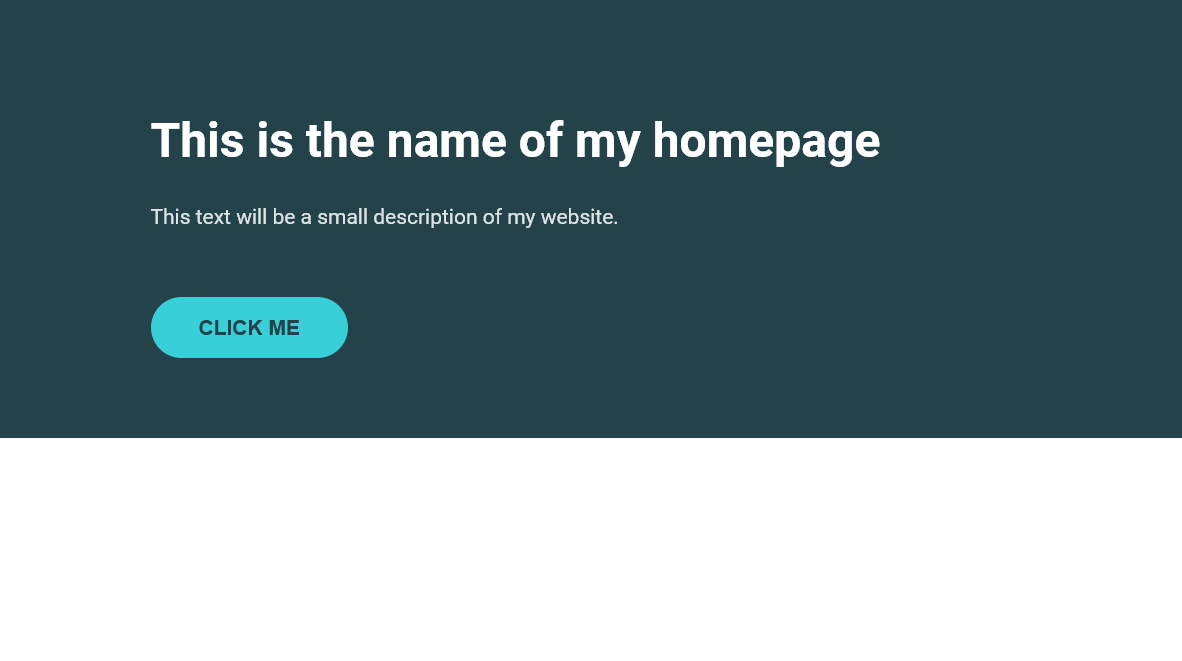 This is the name of my homepage
This text will be a small description of my website.
CLICK ME